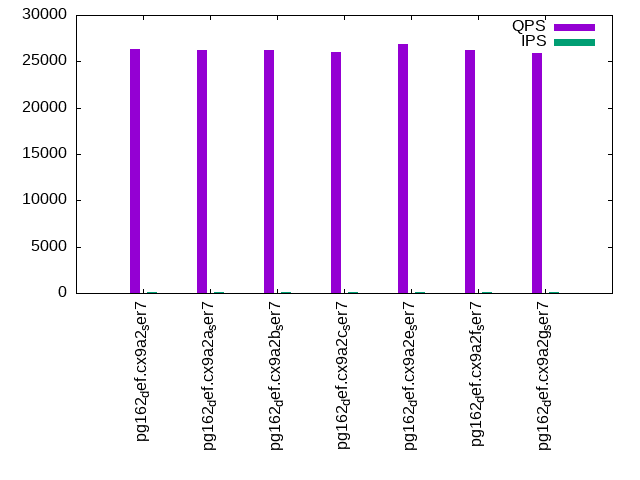 30000
25000
20000
15000
10000
5000
0
QPS
IPS
pg162def.cx9a2ser7
pg162def.cx9a2aser7
pg162def.cx9a2bser7
pg162def.cx9a2cser7
pg162def.cx9a2eser7
pg162def.cx9a2fser7
pg162def.cx9a2gser7